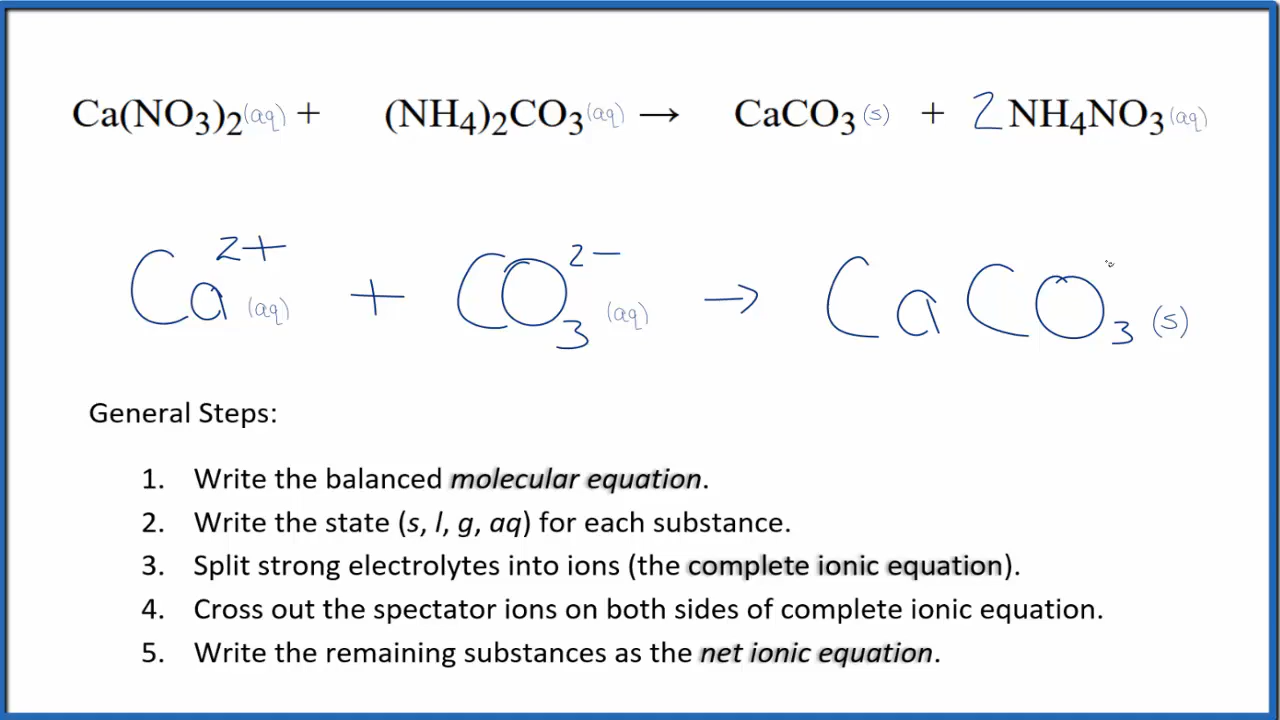 Ca(NO3)2(aq) + (NH4)2CO3(aq) → CaCO3(s) + 2NH4NO3(aq)
Ca2+(aq) + CO32-(aq) → CaCO3(s)
General Steps:
1. Write the balanced molecular equation.
2. Write the state (s, l, g, aq) for each substance.
3. Split strong electrolytes into ions (the complete ionic equation).
4. Cross out the spectator ions on both sides of complete ionic equation.
5. Write the remaining substances as the net ionic equation.